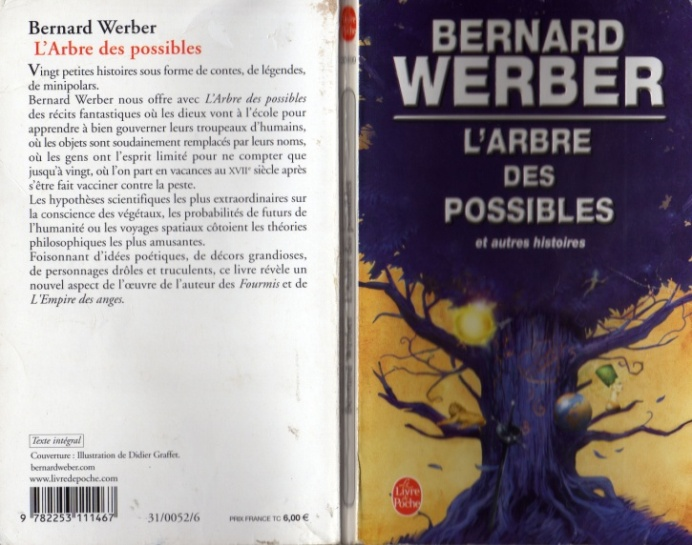 Bernard Werber
L'Arbre des possibles
Vingt petites histoires sous forme de contes, de légendes,
de minipolars.
Bernard Werber nous offre avec L'Arbre des possibles
des récits fantastiques où les dieux vont à l'école pour
apprendre à bien gouverner leurs troupeaux d'humains,
où les objets sont soudainement remplacés par leurs noms,
où les gens ont l'esprit limité pour ne compter que
jusqu'à vingt, où l'on part en vacances au XVIIe siècle après
s'être fait vacciner contre la peste.
Les hypothèses scientifiques les plus extraordinaires sur
la conscience des végétaux, les probabilités de futurs de
l'humanité ou les voyages spatiaux côtoient les théories
philosophiques les plus amusantes.
Foisonnant d'idées poétiques, de décors grandioses,
de personnages drôles et truculents, ce livre révèle un
nouvel aspect de l'œuvre de l'auteur des Fourmis et de
L'Empire des anges.
Texte intégral
Couverture : Illustration de Didier Graffet.
bernardweber.com
www.livredepoche.com
9 782253 111467
31/0052/6
PRIX FRANCE TC 6,00 €
BERNARD
WERBER
L'ARBRE
DES
POSSIBLES
et autres histoires
Le
Livre
de
Poche